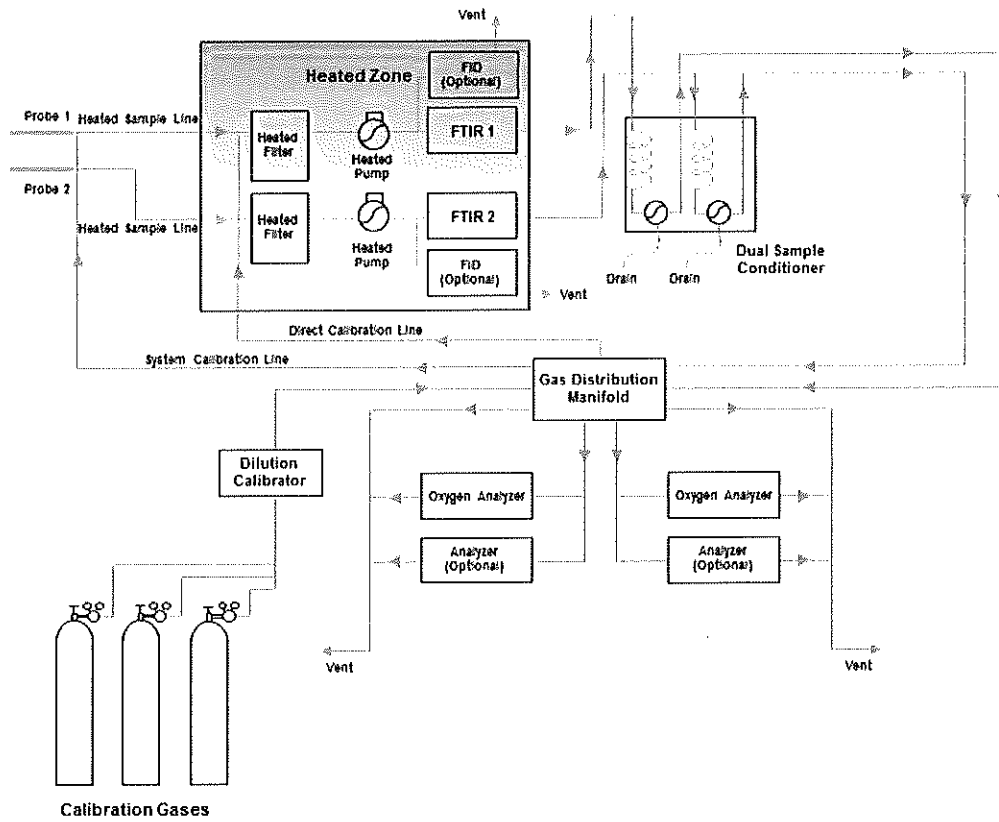 Vent
Heated Zone
FID
(Optional)
Probe 1
Heated Sample Line
Heated
Filter
Heated
Pump
FTIR 1
Probe 2
Heated Sample Line
Heated
Filter
Heated
Pump
FTIR 2
FID
(Optional)
Vent
Drain
Drain
Dual Sample
Conditioner
Direct Calibration Line
System Calibration Line
Gas Distribution
Manifold
Dilution
Calibrator
Oxygen Analyzer
Oxygen Analyzer
Analyzer
(Optional)
Analyzer
(Optional)
Vent
Vent
Calibration Gases